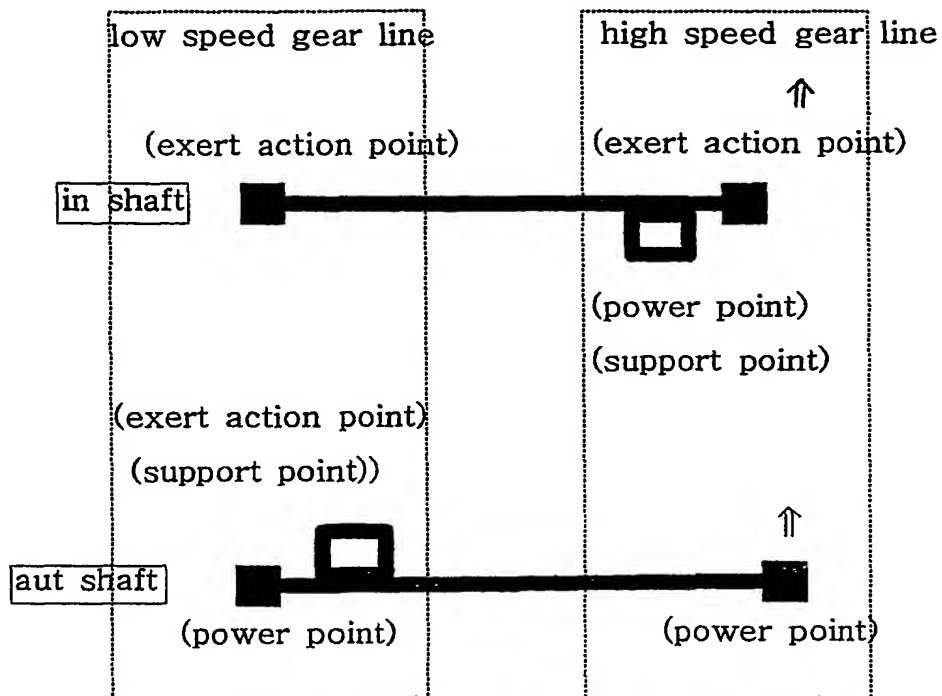 low speed gear line
high speed gear line
⇑
(exert action point)
(exert action point)
in shaft
(power point)
(support point)
(exert action point)
(support point))
⇑
aut shaft
(power point)
(power point)